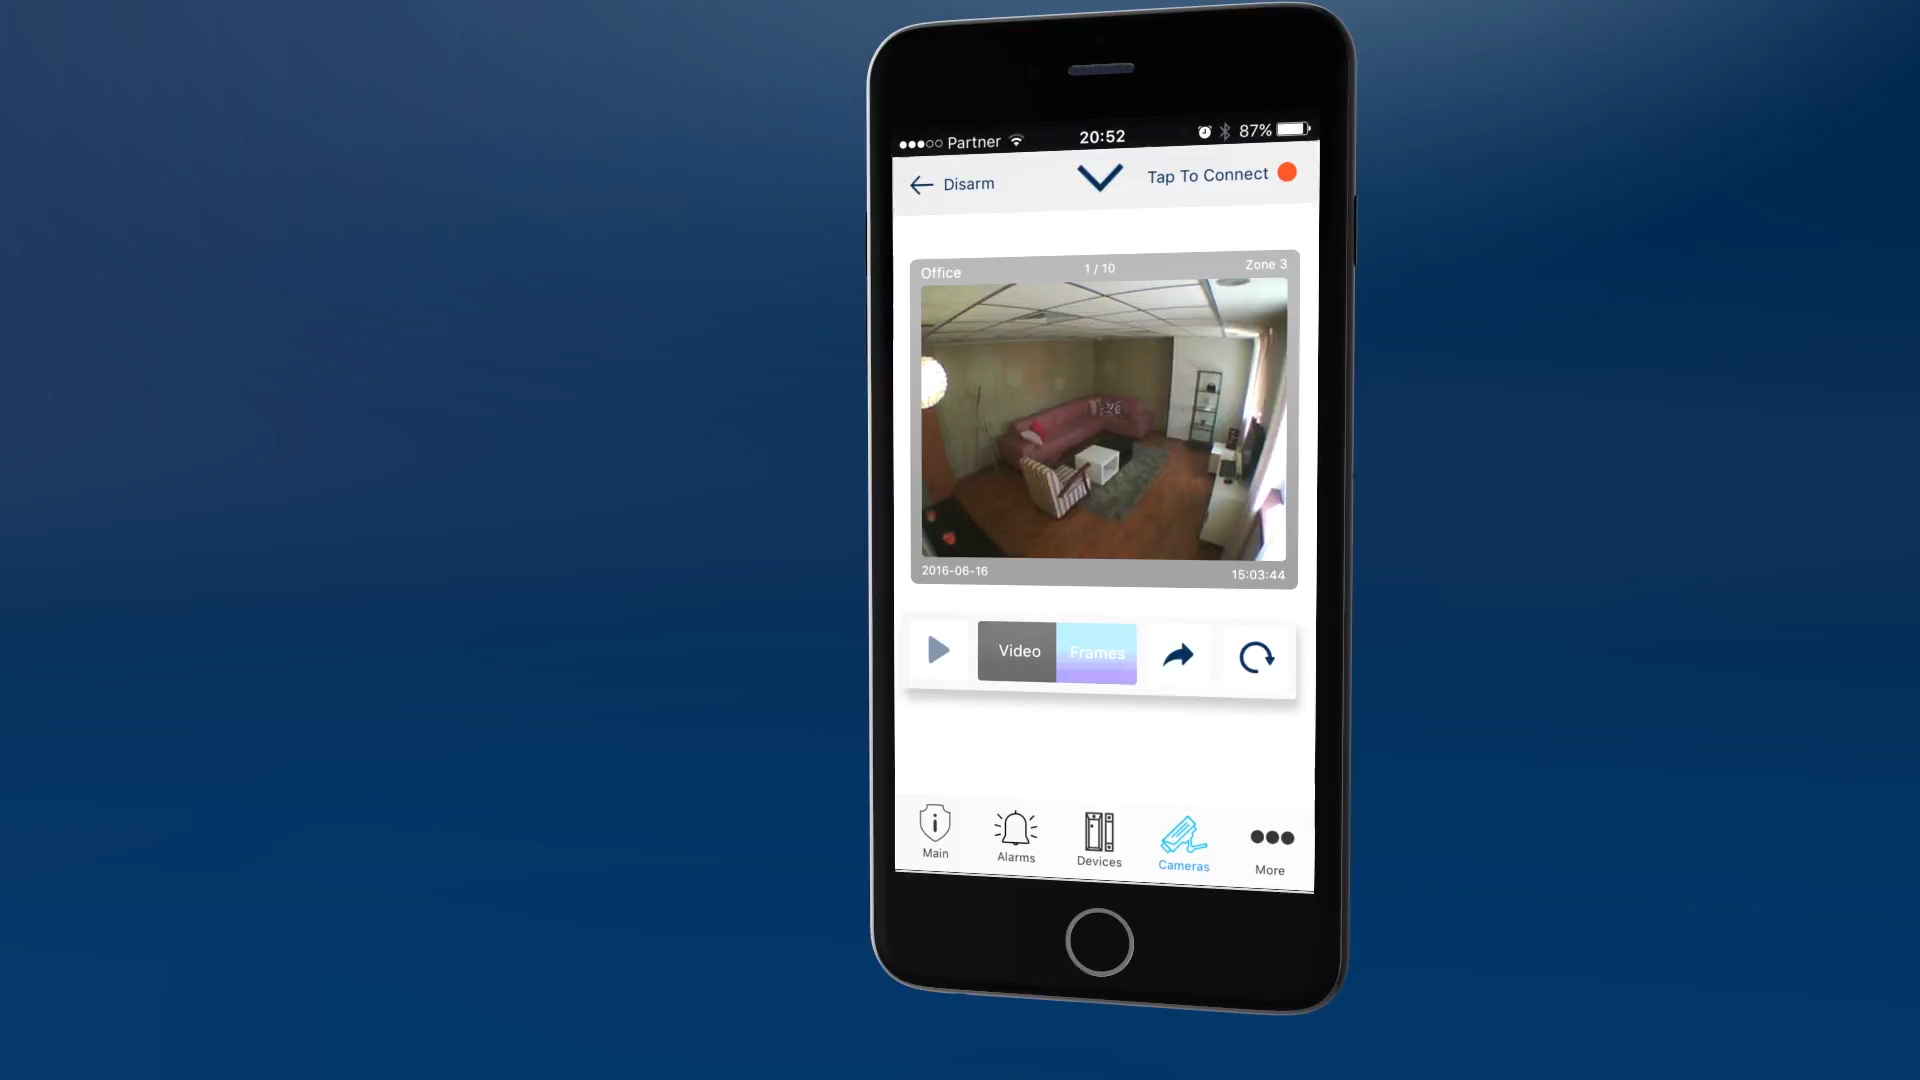 Partner 20:52 87%
Disarm Tap To Connect
Office 1 / 10 Zone 3
2016-06-16 15:03:44
Video Frames
Main Alarms Devices Cameras More